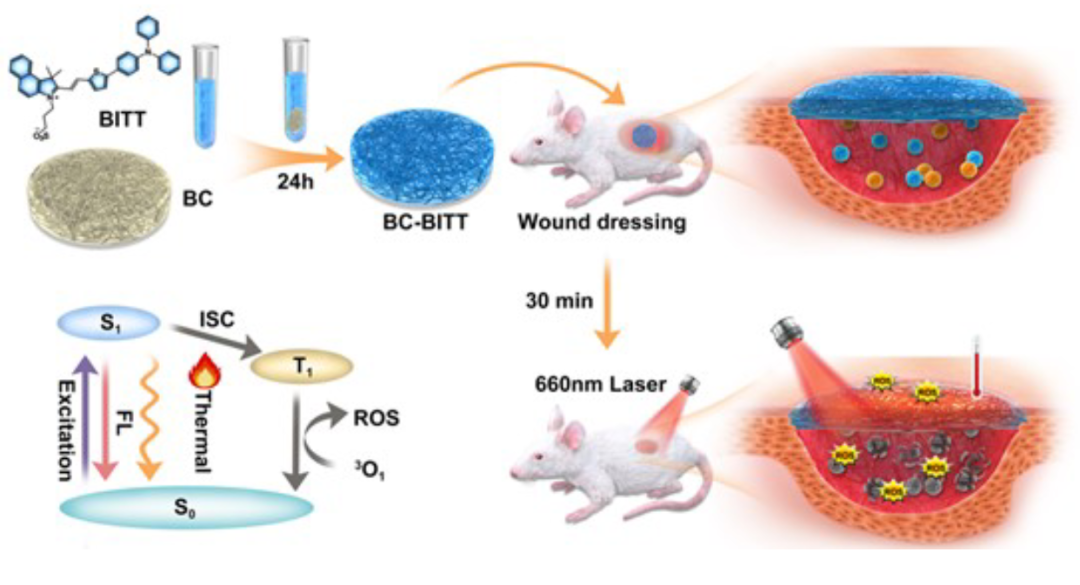 N
S
N+
⁻O₃S
BITT
BC
24h
BC-BITT
Wound dressing
30 min
660nm Laser
S₁
ISC
T₁
Excitation
FL
Thermal
ROS
³O₁
S₀
ROS
ROS
ROS
ROS
ROS